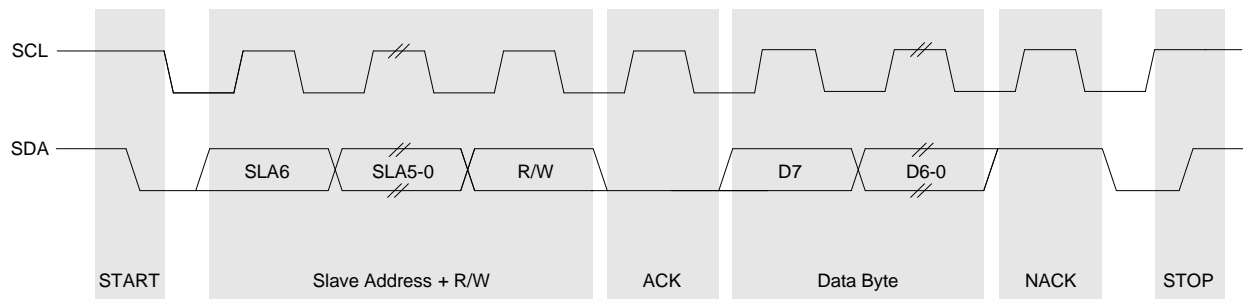 SCL
SDA
SLA6 SLA5-0 R/W D7 D6-0
START Slave Address + R/W ACK Data Byte NACK STOP